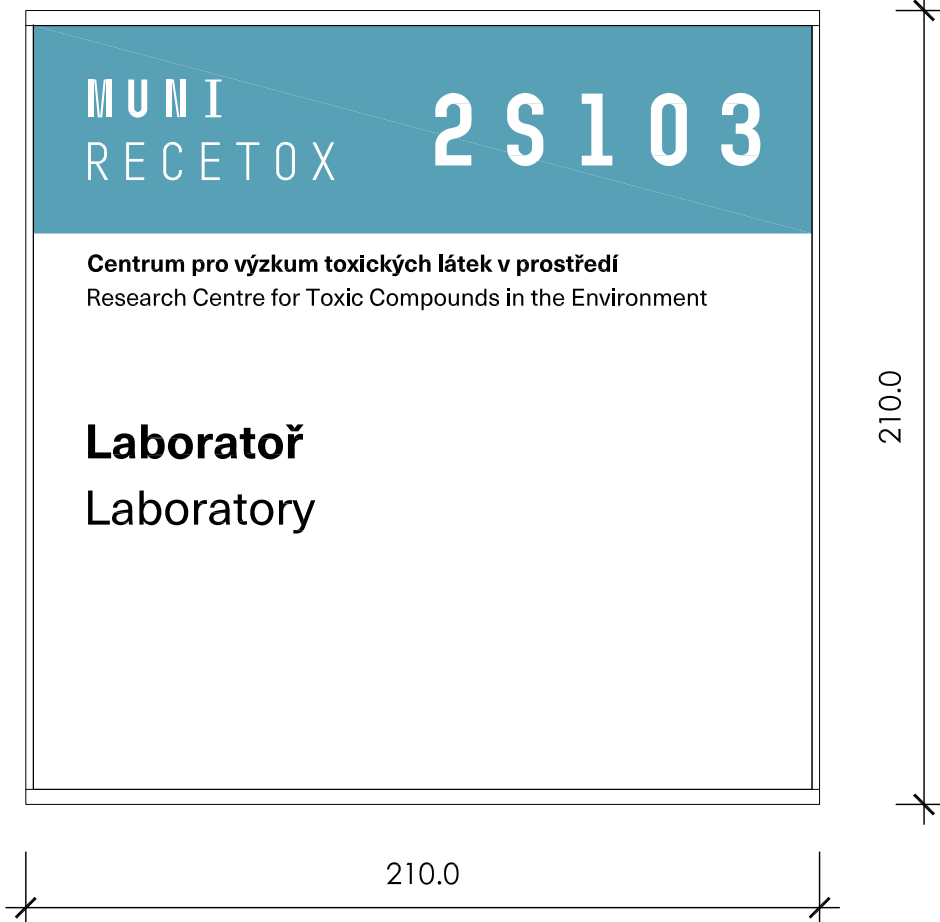 MUNI
RECETOX
2S103
Centrum pro výzkum toxických látek v prostředí
Research Centre for Toxic Compounds in the Environment
Laboratoř
Laboratory
210.0
210.0